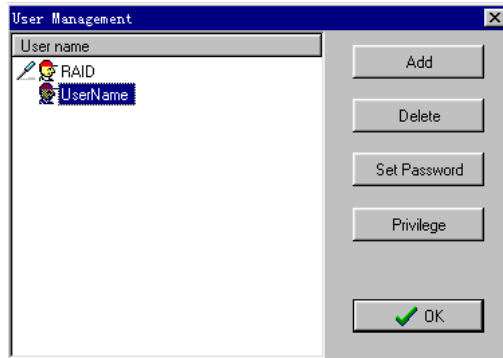 User Management
User name
RAID
UserName
Add
Delete
Set Password
Privilege
OK